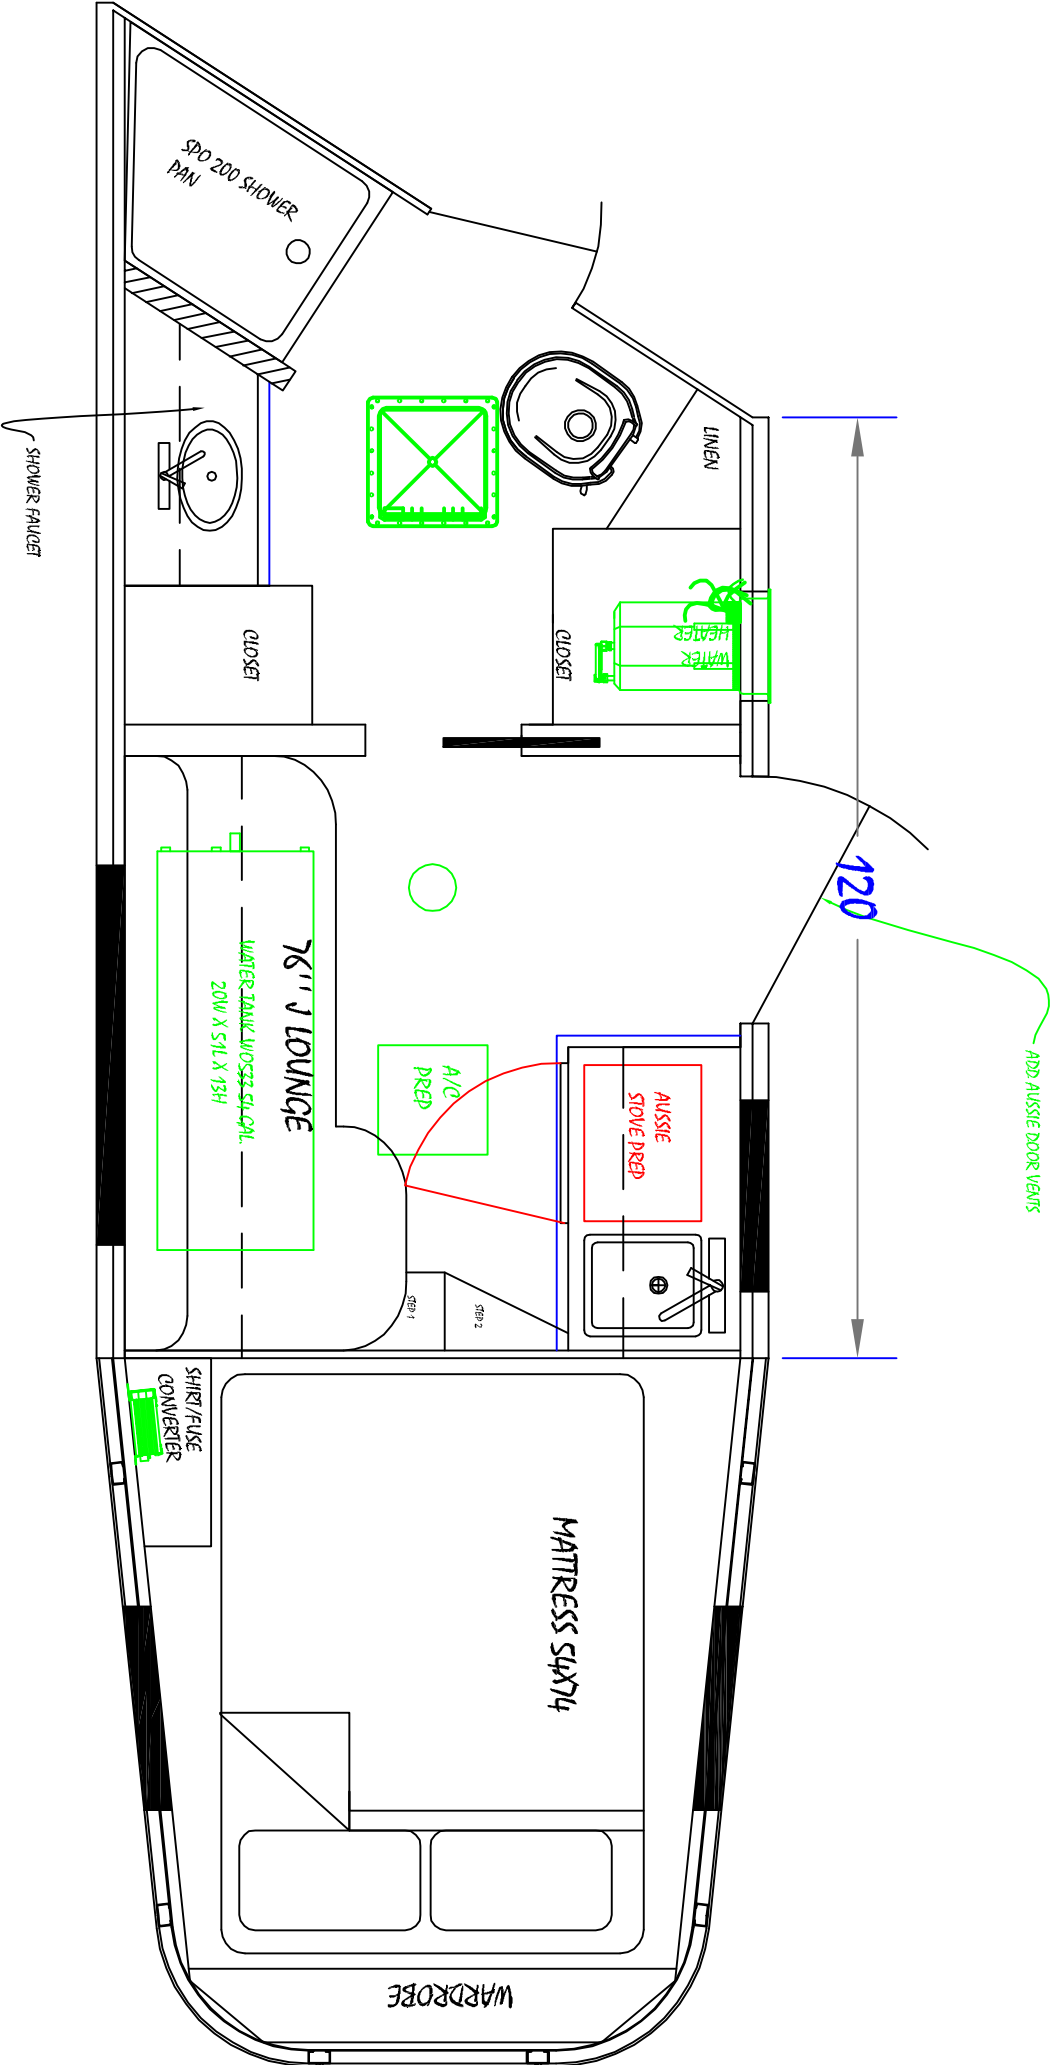 SPO 200 SHOWER
PAN
LINEN
SHOWER FAUCET
CLOSET
CLOSET
WATER
HEATER
120
ADD AUSSIE DOOR VENTS
76'' J LOUNGE
WATER TANK WDS33 54 GAL.
20W X 51L X 13H
A/C
PREP
AUSSIE
STOVE PREP
STEP 1
STEP 2
SHIRT/FUSE
CONVERTER
MATTRESS 54X74
WARDROBE